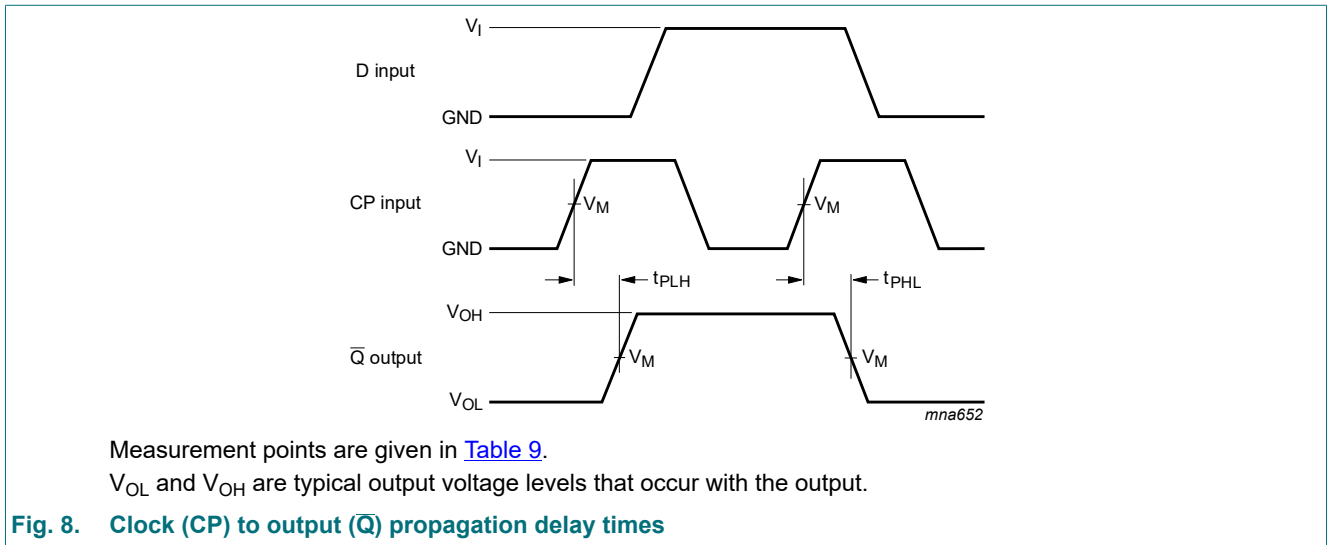 V_I
D input
GND
V_I
CP input
V_M
V_M
GND
t_PLH
t_PHL
V_OH
Q̅ output
V_M
V_M
V_OL
mna652
Measurement points are given in Table 9.
V_OL and V_OH are typical output voltage levels that occur with the output.
Fig. 8. Clock (CP) to output (Q̅) propagation delay times